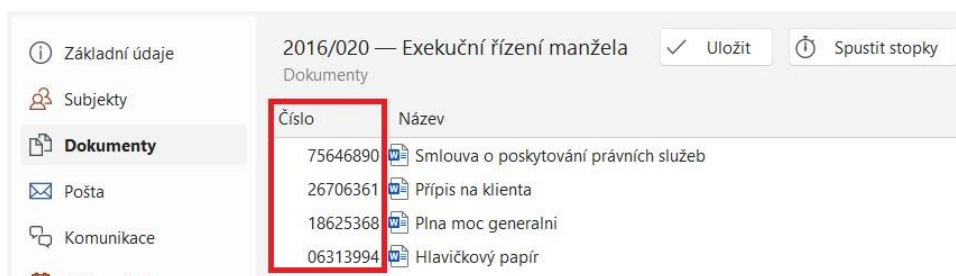 Základní údaje
Subjekty
Dokumenty
Pošta
Komunikace
2016/020 — Exekuční řízení manžela
Uložit
Spustit stopky
Dokumenty
Číslo Název
75646890 Smlouva o poskytování právních služeb
26706361 Přípis na klienta
18625368 Plna moc generalni
06313994 Hlavičkový papír